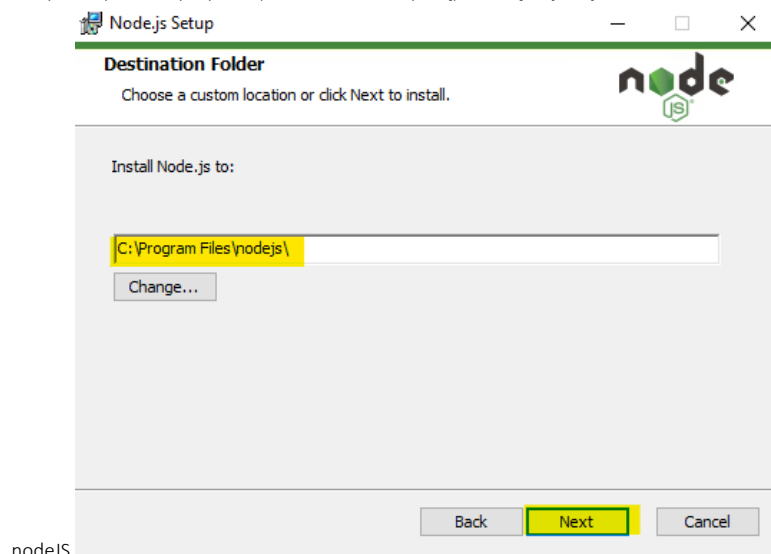 Node.js Setup
Destination Folder
Choose a custom location or click Next to install.
node
JS
Install Node.js to:
C:\Program Files\nodejs\
Change...
Back Next Cancel
nodeJS